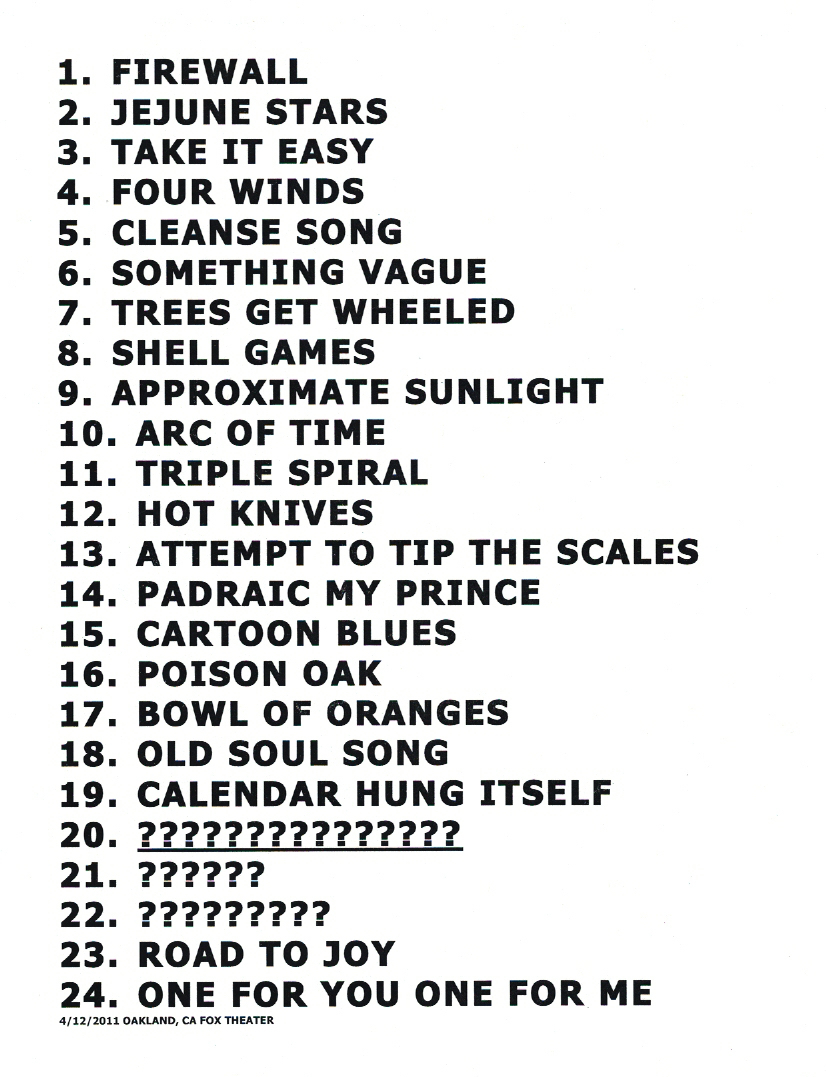 1. FIREWALL
2. JEJUNE STARS
3. TAKE IT EASY
4. FOUR WINDS
5. CLEANSE SONG
6. SOMETHING VAGUE
7. TREES GET WHEELED
8. SHELL GAMES
9. APPROXIMATE SUNLIGHT
10. ARC OF TIME
11. TRIPLE SPIRAL
12. HOT KNIVES
13. ATTEMPT TO TIP THE SCALES
14. PADRAIC MY PRINCE
15. CARTOON BLUES
16. POISON OAK
17. BOWL OF ORANGES
18. OLD SOUL SONG
19. CALENDAR HUNG ITSELF
20. ???????????????
21. ??????
22. ?????????
23. ROAD TO JOY
24. ONE FOR YOU ONE FOR ME
4/12/2011 OAKLAND, CA FOX THEATER